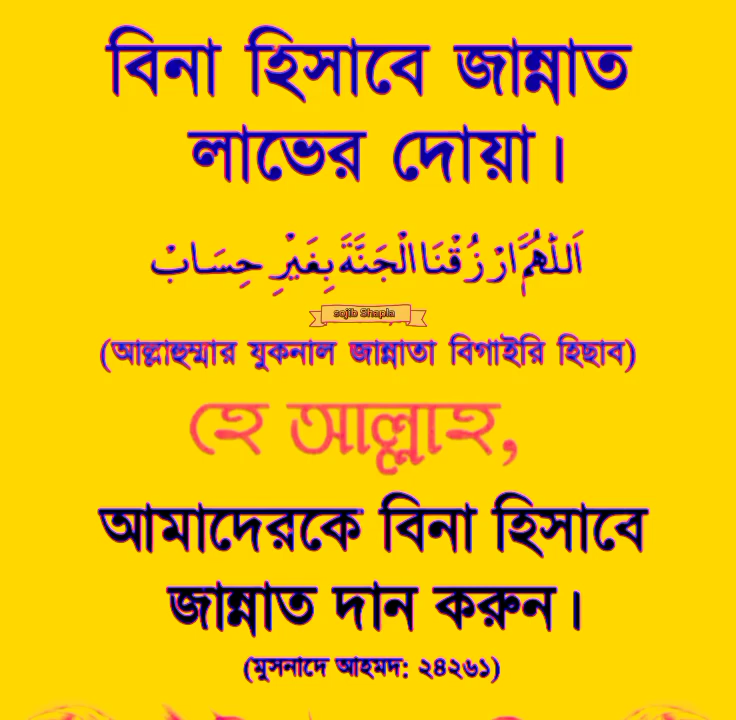 বিনা হিসাবে জান্নাত
লাভের দোয়া।
اَللّٰهُمَّ ارْزُقْنَا الْجَنَّةَ بِغَيْرِ حِسَابْ
sojib Shapla
(আল্লাহুম্মার যুকনাল জান্নাতা বিগাইরি হিছাব)
হে আল্লাহ,
আমাদেরকে বিনা হিসাবে
জান্নাত দান করুন।
(মুসনাদে আহমদ: ২৪২৬১)